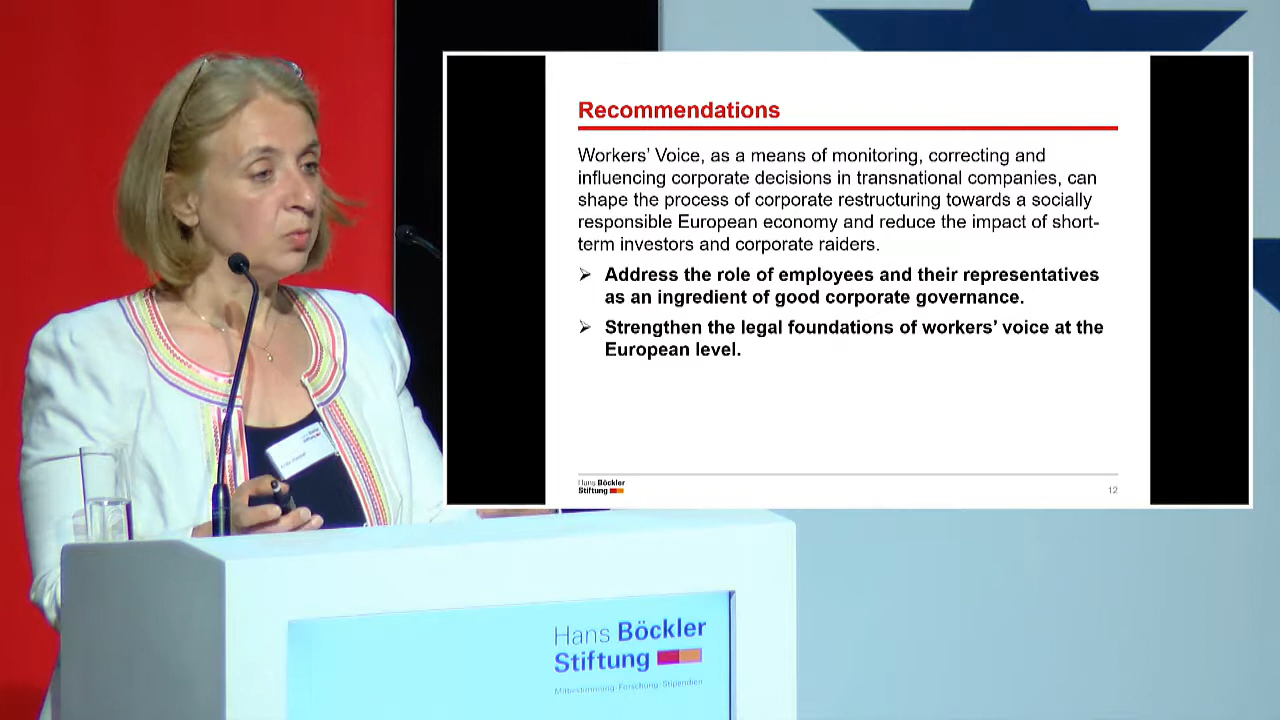 Recommendations
Workers' Voice, as a means of monitoring, correcting and
influencing corporate decisions in transnational companies, can
shape the process of corporate restructuring towards a socially
responsible European economy and reduce the impact of short-
term investors and corporate raiders.
➢ Address the role of employees and their representatives
as an ingredient of good corporate governance.
➢ Strengthen the legal foundations of workers' voice at the
European level.
Hans Böckler
Stiftung
12
Hans Böckler
Stiftung
Mitbestimmung·Forschung·Stipendien